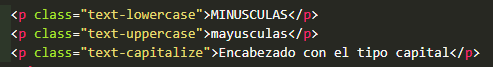 <p class="text-lowercase">MINUSCULAS</p>
<p class="text-uppercase">mayusculas</p>
<p class="text-capitalize">Encabezado con el tipo capital</p>